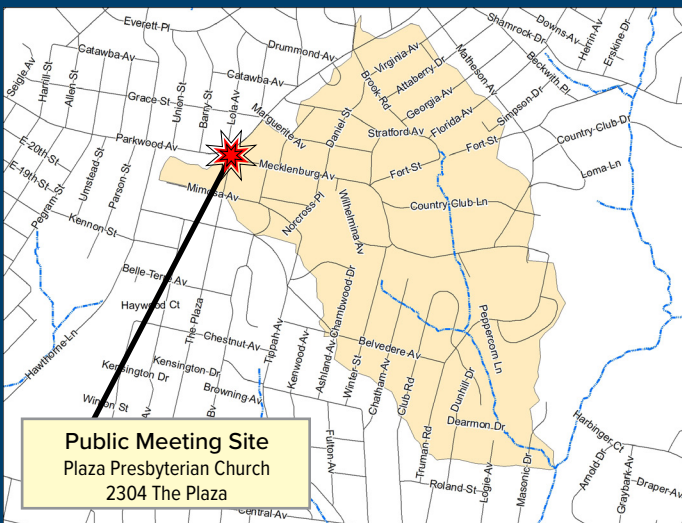 Everett Pl
Shamrock Dr
Downs Av
Herrin Av
Erskine Dr
Catawba Av
Drummond Av
Virginia Av
Matheson Av
Seigle Av
Harrill St
Allen St
Union St
Barry St
Lola Av
Catawba Av
Brook Rd
Attaberry Dr
Beckwith Pl
Grace St
Marguerite Av
Daniel St
Georgia Av
Simpson Dr
Parkwood Av
Stratford Av
Florida Av
Country Club Dr
E 20th St
E 19th St
Umstead St
Parson St
Mecklenburg Av
Fort St
Fort St
Loma Ln
Pegram St
Mimosa Av
Norcross Pl
Wilhelmina Av
Country Club Ln
Kennon St
Belle Terre Av
Haywood Ct
The Plaza
Chambwood Dr
Peppercorn Ln
Hawthorne Ln
Chestnut Av
Tippah Av
Kenwood Av
Ashland Av
Winter St
Belvedere Av
Kensington Dr
Kensington Dr
Browning Av
Chatham Av
Club Rd
Dunhill Dr
Winston St
Av
Bv
Dearmon Dr
Harbinger Ct
Fulton Av
Truman Rd
Logie Av
Masonic Dr
Arnold Dr
Graybark Av
Draper Av
Roland St
Central Av
Public Meeting Site
Plaza Presbyterian Church
2304 The Plaza